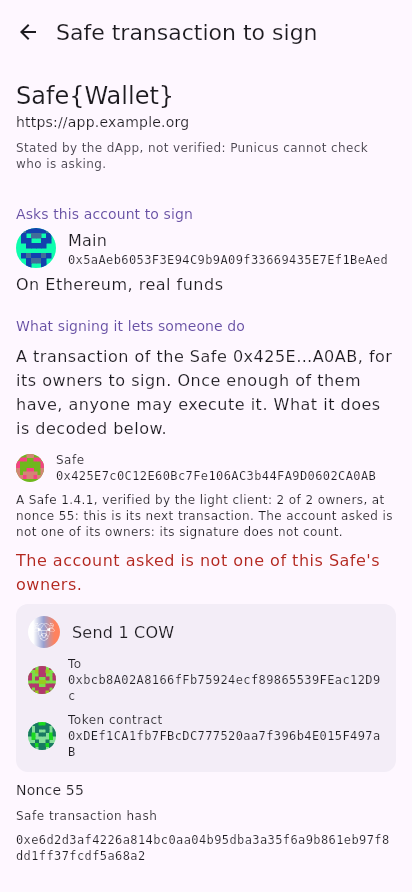 Safe transaction to sign
Safe{Wallet}
https://app.example.org
Stated by the dApp, not verified: Punicus cannot check
who is asking.
Asks this account to sign
Main
0x5aAeb6053F3E94C9b9A09f33669435E7Ef1BeAed
On Ethereum, real funds
What signing it lets someone do
A transaction of the Safe 0x425E...A0AB, for
its owners to sign. Once enough of them
have, anyone may execute it. What it does
is decoded below.
Safe
0x425E7c0C12E60Bc7Fe106AC3b44FA9D0602CA0AB
A Safe 1.4.1, verified by the light client: 2 of 2 owners, at
nonce 55: this is its next transaction. The account asked is
not one of its owners: its signature does not count.
The account asked is not one of this Safe's
owners.
Send 1 COW
To
0xbcb8A02A8166fFb75924ecf89865539FEac12D9
c
Token contract
0xDEf1CA1fb7FBcDC777520aa7f396b4E015F497a
B
Nonce 55
Safe transaction hash
0xe6d2d3af4226a814bc0aa04b95dba3a35f6a9b861eb97f8
dd1ff37fcdf5a68a2